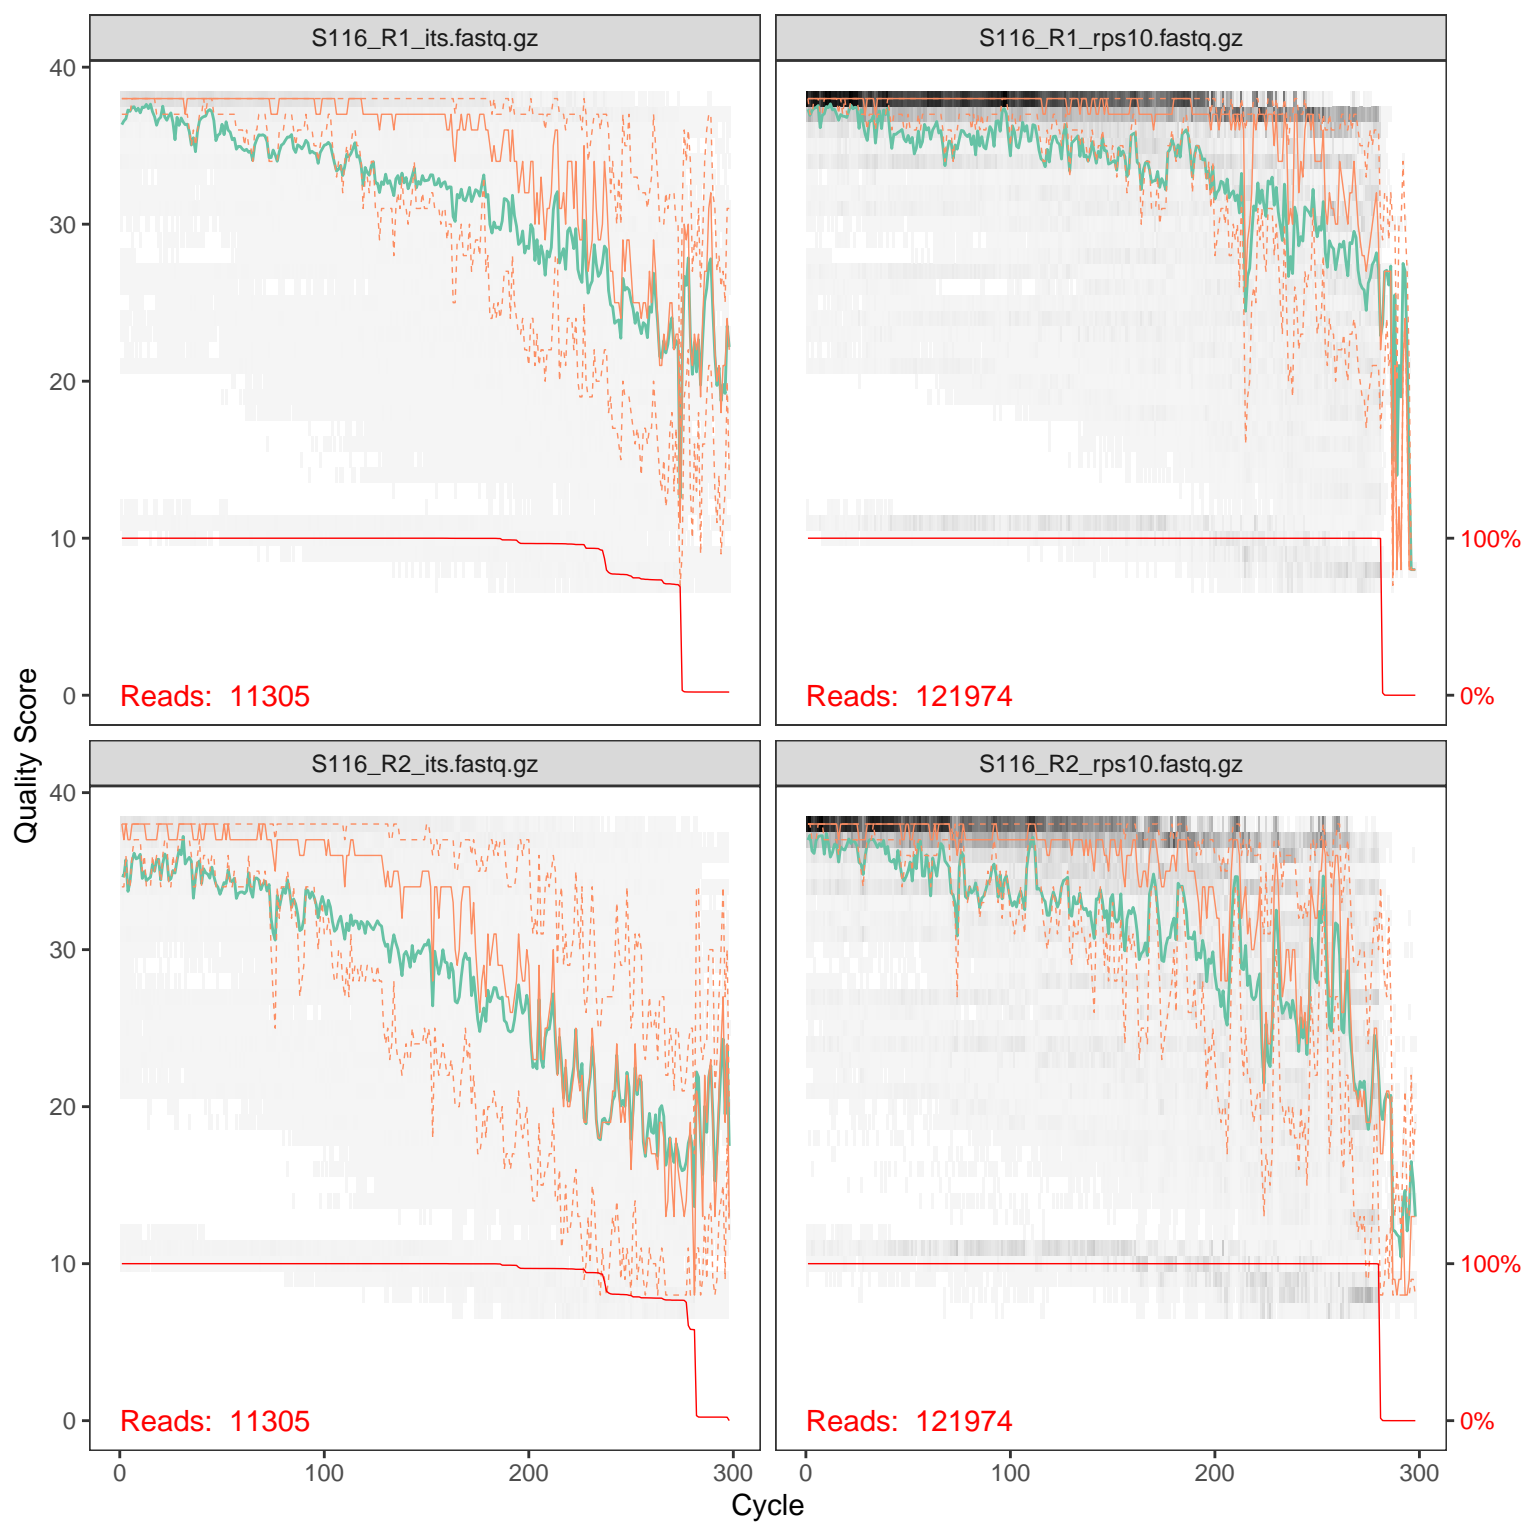 S116_R1_its.fastq.gz
S116_R1_rps10.fastq.gz
40
30
20
10
0
100%
0%
Reads: 11305
Reads: 121974
Quality Score
S116_R2_its.fastq.gz
S116_R2_rps10.fastq.gz
40
30
20
10
0
100%
0%
Reads: 11305
Reads: 121974
0 100 200 300
0 100 200 300
Cycle